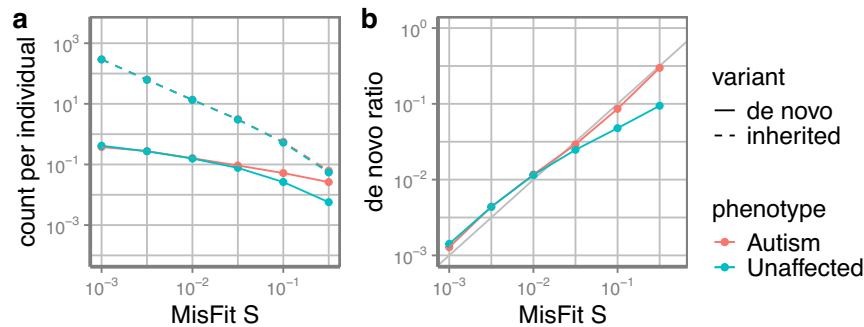 a
count per individual
10³
10¹
10⁻¹
10⁻³
10⁻³
10⁻²
10⁻¹
MisFit S
b
de novo ratio
10⁰
10⁻¹
10⁻²
10⁻³
10⁻³
10⁻²
10⁻¹
MisFit S
variant
de novo
inherited
phenotype
Autism
Unaffected